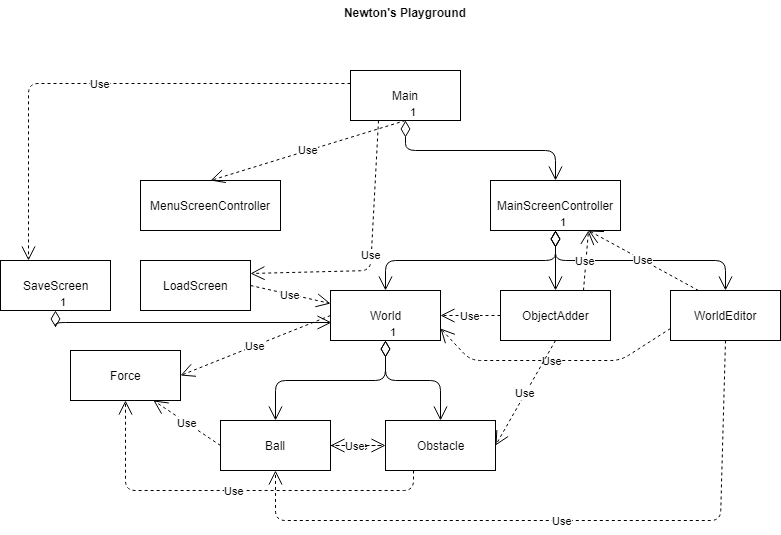 Newton's Playground
Use
Main
1
Use
MenuScreenController
MainScreenController
1
Use
Use
Use
SaveScreen
1
LoadScreen
Use
World
1
Use
ObjectAdder
WorldEditor
Use
Use
Force
Use
Use
Ball
Use
Obstacle
Use
Use